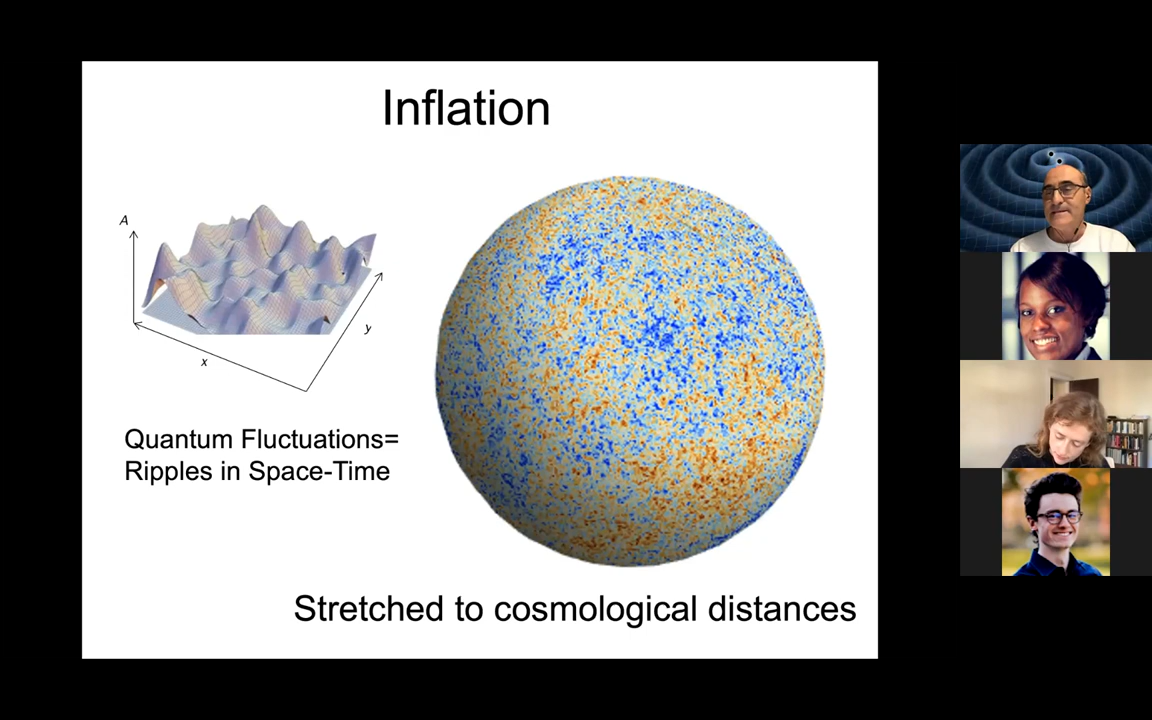 Inflation
A
x
y
Quantum Fluctuations=
Ripples in Space-Time
Stretched to cosmological distances